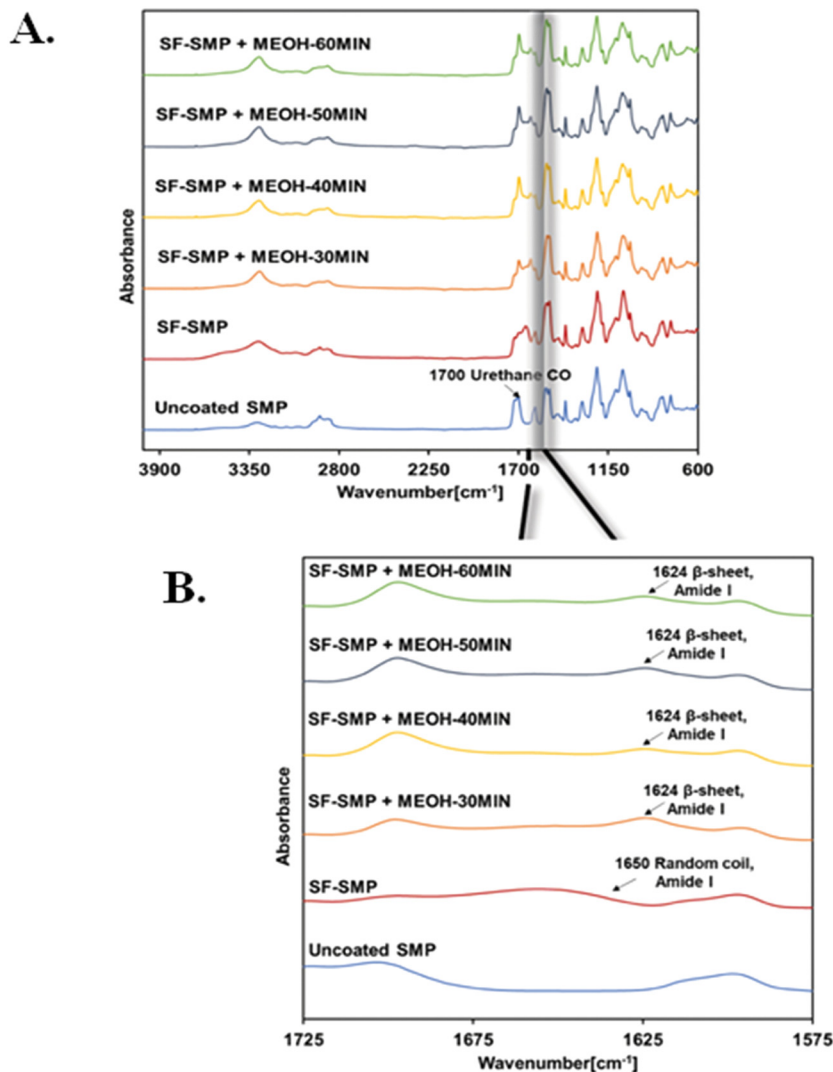 A.
SF-SMP + MEOH-60MIN
SF-SMP + MEOH-50MIN
SF-SMP + MEOH-40MIN
SF-SMP + MEOH-30MIN
SF-SMP
1700 Urethane CO
Uncoated SMP
Absorbance
3900 3350 2800 2250 1700 1150 600
Wavenumber[cm⁻¹]
B.
SF-SMP + MEOH-60MIN
1624 β-sheet,
Amide I
SF-SMP + MEOH-50MIN
1624 β-sheet,
Amide I
SF-SMP + MEOH-40MIN
1624 β-sheet,
Amide I
SF-SMP + MEOH-30MIN
1624 β-sheet,
Amide I
SF-SMP
1650 Random coil,
Amide I
Uncoated SMP
Absorbance
1725 1675 1625 1575
Wavenumber[cm⁻¹]